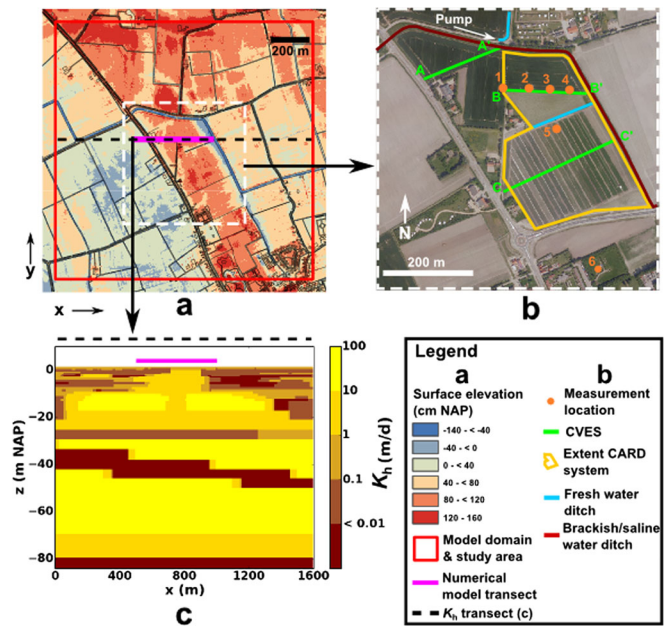 200 m
y
x
a
Pump
A
A'
1
2
3
4
B
B'
5
C'
C
N
6
200 m
b
0
−20
−40
−60
−80
z (m NAP)
0
400
800
1200
1600
x (m)
100
10
1
0.1
< 0.01
Kh (m/d)
c
Legend
a
Surface elevation
(cm NAP)
-140 - < -40
-40 - < 0
0 - < 40
40 - < 80
80 - < 120
120 - 160
Model domain
& study area
Numerical
model transect
Kh transect (c)
b
Measurement
location
CVES
Extent CARD
system
Fresh water
ditch
Brackish/saline
water ditch